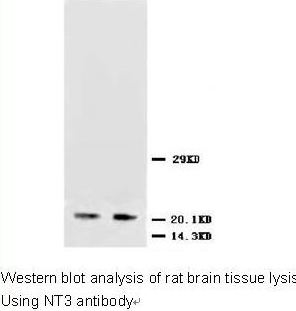 29KD
20.1KD
14.3KD
Western blot analysis of rat brain tissue lysis
Using NT3 antibody↵